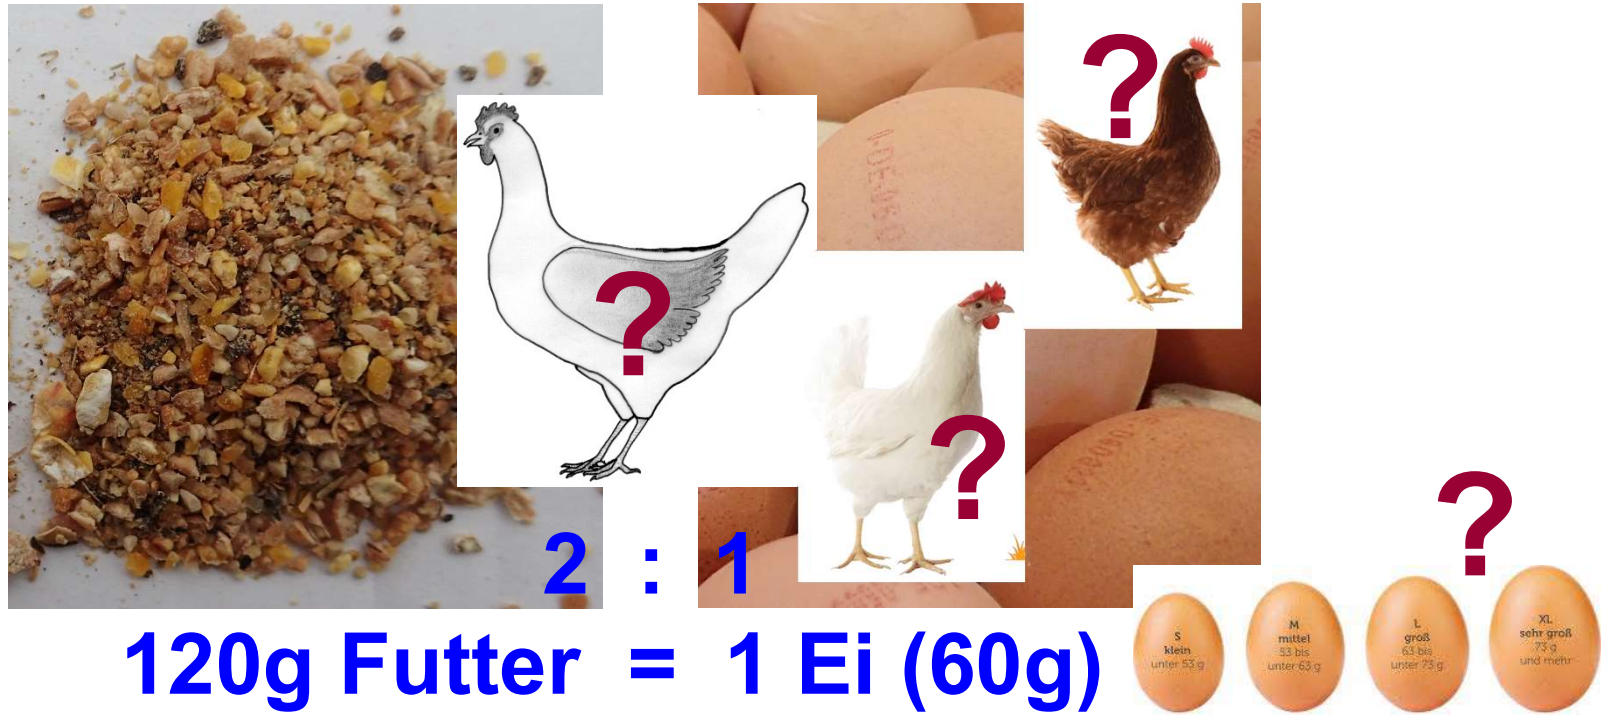 ?
?
?
2 : 1
?
120g Futter = 1 Ei (60g)
S
klein
unter 53 g
M
mittel
53 bis
unter 63 g
L
groß
63 bis
unter 73 g
XL
sehr groß
73 g
und mehr